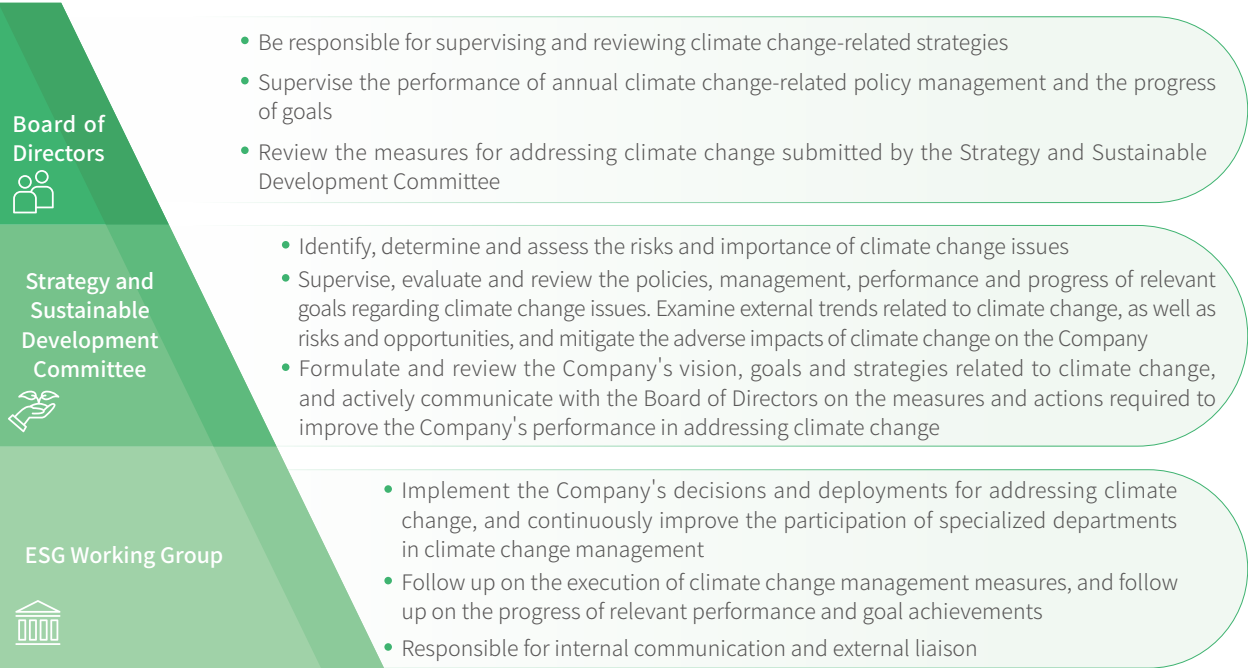 Board of
Directors
• Be responsible for supervising and reviewing climate change-related strategies
• Supervise the performance of annual climate change-related policy management and the progress
of goals
• Review the measures for addressing climate change submitted by the Strategy and Sustainable
Development Committee
Strategy and
Sustainable
Development
Committee
• Identify, determine and assess the risks and importance of climate change issues
• Supervise, evaluate and review the policies, management, performance and progress of relevant
goals regarding climate change issues. Examine external trends related to climate change, as well as
risks and opportunities, and mitigate the adverse impacts of climate change on the Company
• Formulate and review the Company's vision, goals and strategies related to climate change,
and actively communicate with the Board of Directors on the measures and actions required to
improve the Company's performance in addressing climate change
ESG Working Group
• Implement the Company's decisions and deployments for addressing climate
change, and continuously improve the participation of specialized departments
in climate change management
• Follow up on the execution of climate change management measures, and follow
up on the progress of relevant performance and goal achievements
• Responsible for internal communication and external liaison